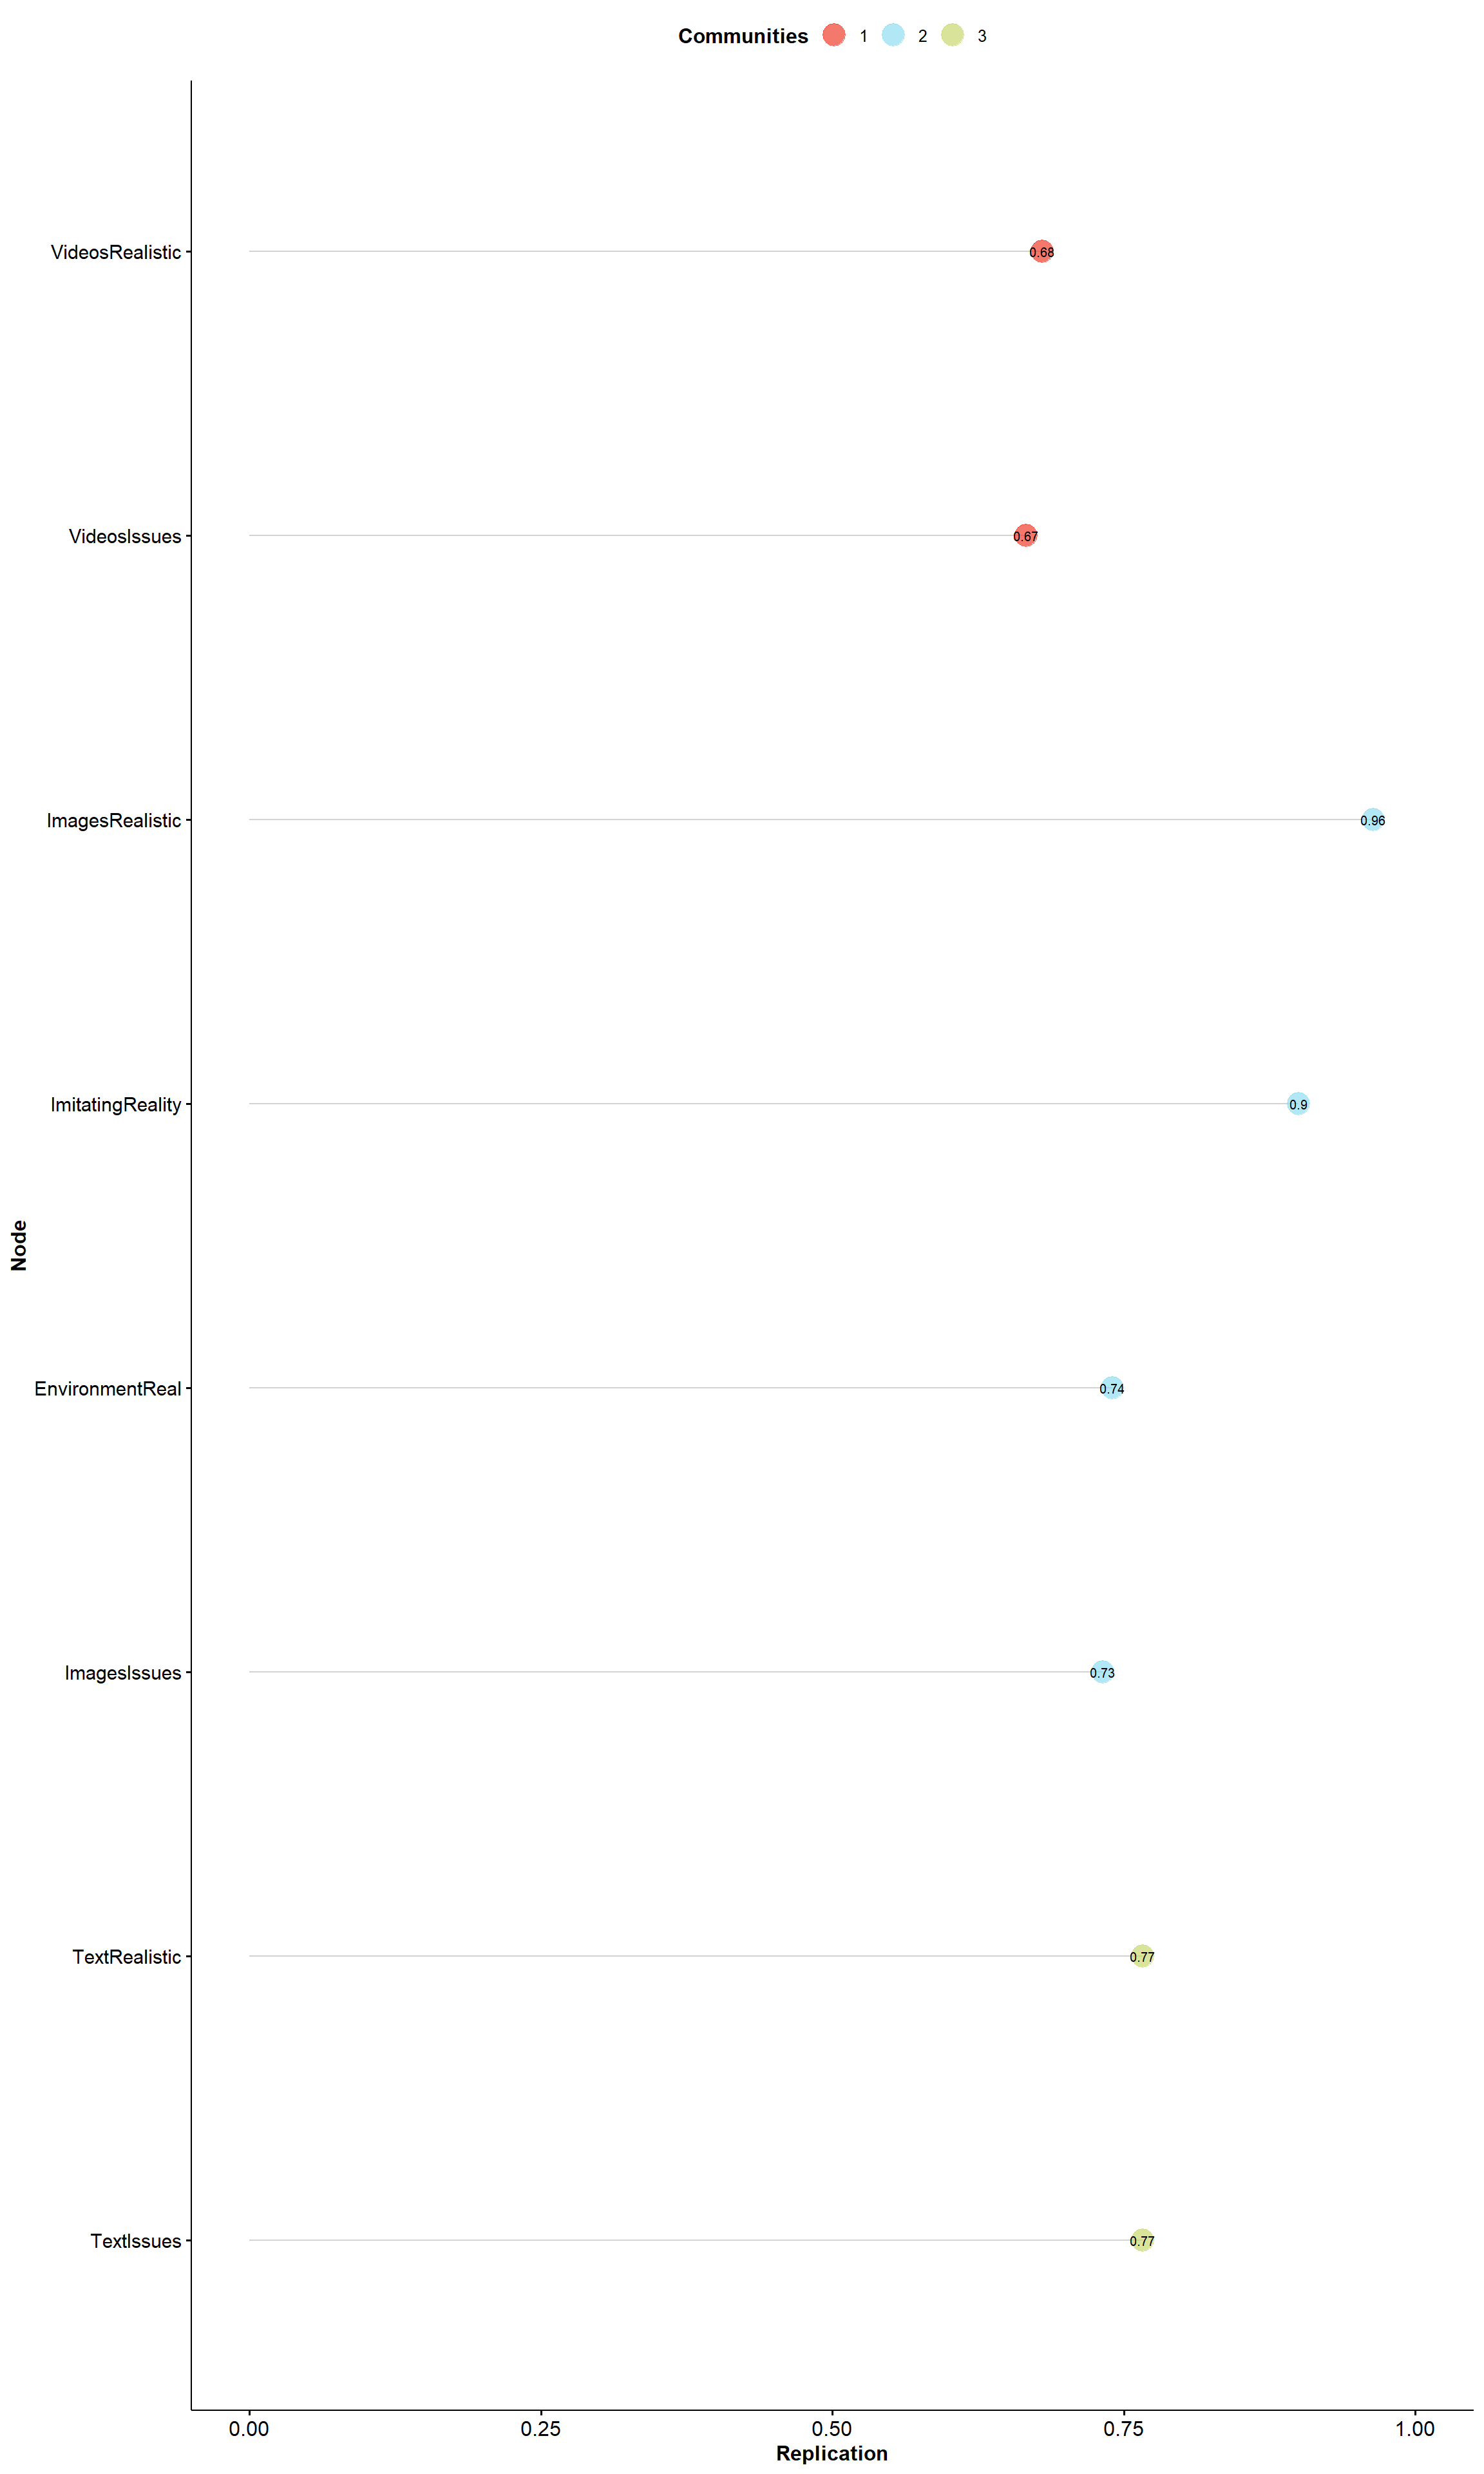 Communities 1 2 3
VideosRealistic 0.68
VideosIssues 0.67
ImagesRealistic 0.96
ImitatingReality 0.9
Node
EnvironmentReal 0.74
ImagesIssues 0.73
TextRealistic 0.77
TextIssues 0.77
0.00 0.25 0.50 0.75 1.00
Replication